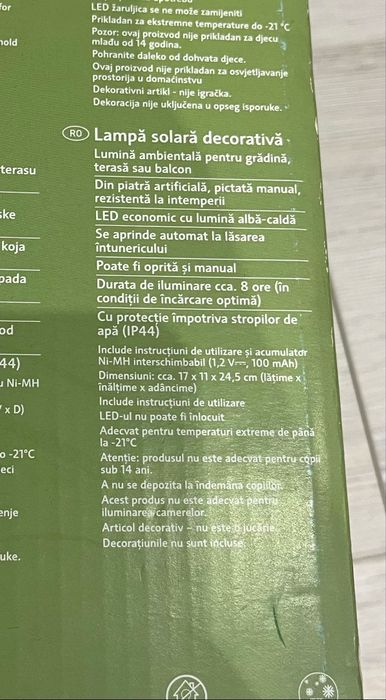 for
hold
terasu
ske
koja
pada
od
44)
u Ni-MH
x D)
o -21°C
eci
enje
uke.
LED žaruljica se ne može zamijeniti
Prikladan za ekstremne temperature do -21 °C
Pozor: ovaj proizvod nije prikladan za djecu
mlađu od 14 godina.
Pohranite daleko od dohvata djece.
Ovaj proizvod nije prikladan za osvjetljavanje
prostorija u domaćinstvu
Dekorativni artikl - nije igračka.
Dekoracija nije uključena u opseg isporuke.
RO Lampă solară decorativă
Lumină ambientală pentru grădină,
terasă sau balcon
Din piatră artificială, pictată manual,
rezistentă la intemperii
LED economic cu lumină albă-caldă
Se aprinde automat la lăsarea
întunericului
Poate fi oprită și manual
Durata de iluminare cca. 8 ore (în
condiții de încărcare optimă)
Cu protecție împotriva stropilor de
apă (IP44)
Include instrucțiuni de utilizare și acumulator
Ni-MH interschimbabil (1,2 V⎓, 100 mAh)
Dimensiuni: cca. 17 x 11 x 24,5 cm (lățime x
înălțime x adâncime)
Include instrucțiuni de utilizare
LED-ul nu poate fi înlocuit
Adecvat pentru temperaturi extreme de până
la -21°C
Atenție: produsul nu este adecvat pentru copii
sub 14 ani.
A nu se depozita la îndemâna copiilor.
Acest produs nu este adecvat pentru
iluminarea camerelor.
Articol decorativ – nu este o jucărie.
Decorațiunile nu sunt incluse.